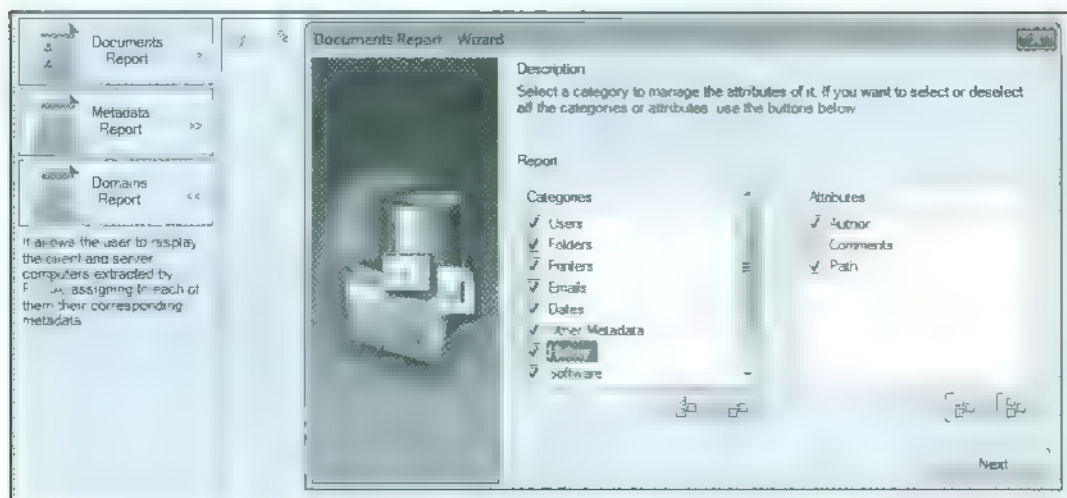 Documents
Report
Metadata
Report >>
Domains
Report <<
It allows the user to display
the client and server
computers extracted by
assigning to each of
them their corresponding
metadata
Documents Report Wizard
Description
Select a category to manage the attributes of it. If you want to select or deselect
all the categories or attributes use the buttons below
Report
Categories
Users
Folders
Printers
Emails
Dates
Other Metadata
Software
Attributes
Author
Comments
Path
Next